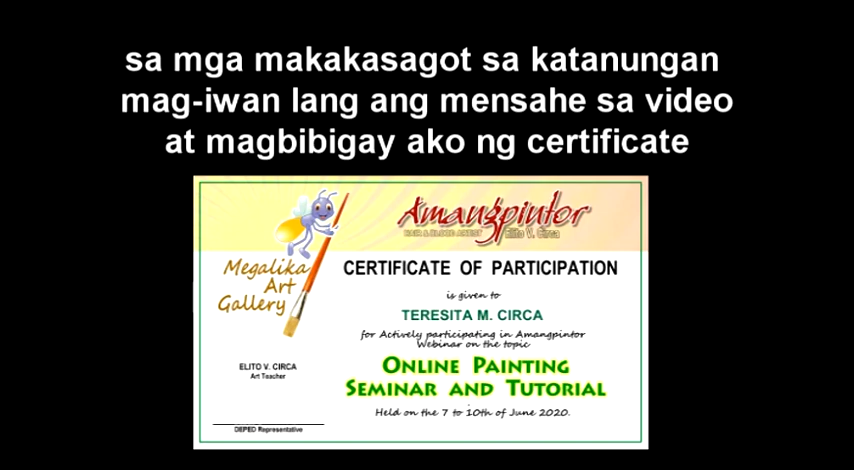 sa mga makakasagot sa katanungan
mag-iwan lang ang mensahe sa video
at magbibigay ako ng certificate
Amangpintor
HAIR & BLOOD ARTIST Elito V. Circa
Megalika
Art
Gallery
CERTIFICATE OF PARTICIPATION
is given to
TERESITA M. CIRCA
for Actively participating in Amangpintor
Webinar on the topic
ONLINE PAINTING
SEMINAR AND TUTORIAL
Held on the 7 to 10th of June 2020.
ELITO V. CIRCA
Art Teacher
DEPED Representative